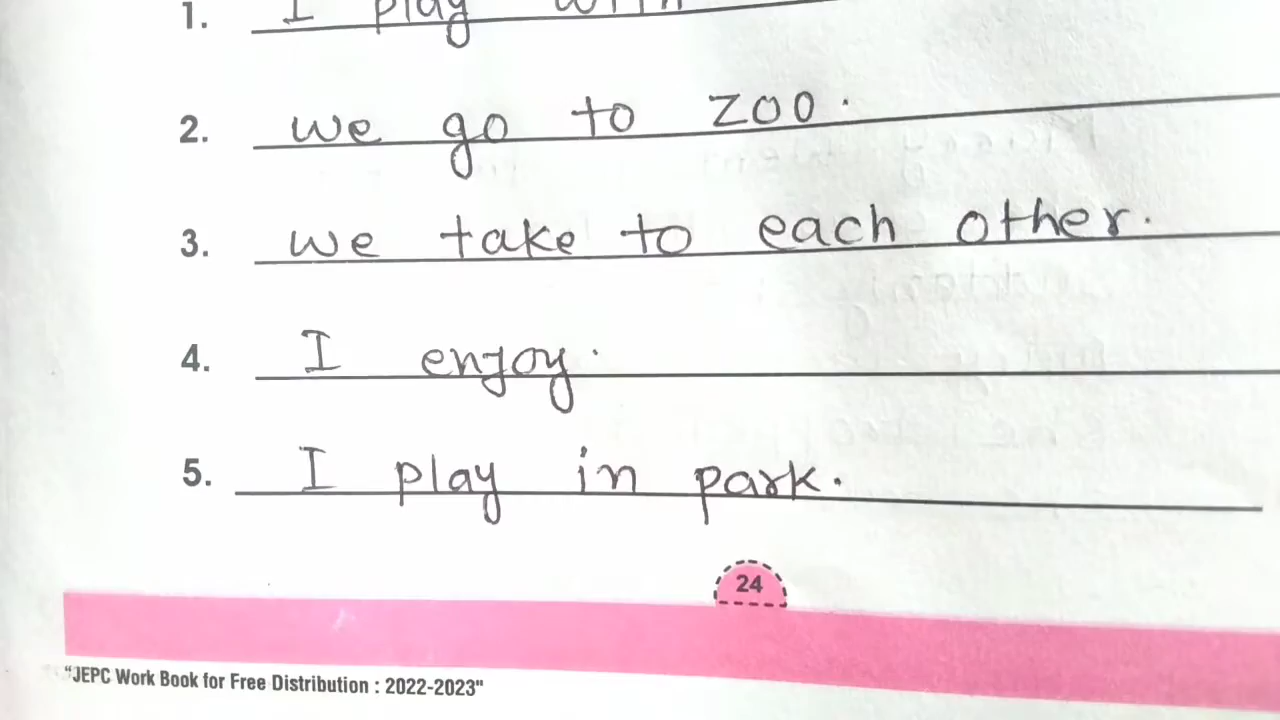 1. I play with
2. we go to zoo.
3. we take to each other.
4. I enjoy.
5. I play in park.
24
"JEPC Work Book for Free Distribution : 2022-2023"